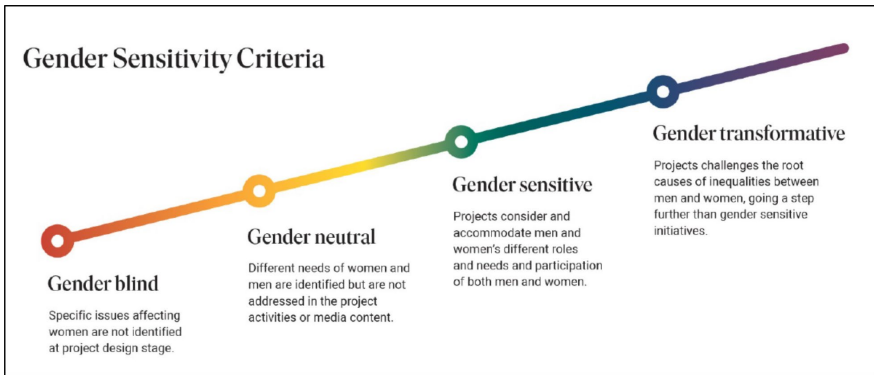 Gender Sensitivity Criteria
Gender blind
Specific issues affecting
women are not identified
at project design stage.
Gender neutral
Different needs of women and
men are identified but are not
addressed in the project
activities or media content.
Gender sensitive
Projects consider and
accommodate men and
women's different roles
and needs and participation
of both men and women.
Gender transformative
Projects challenges the root
causes of inequalities between
men and women, going a step
further than gender sensitive
initiatives.